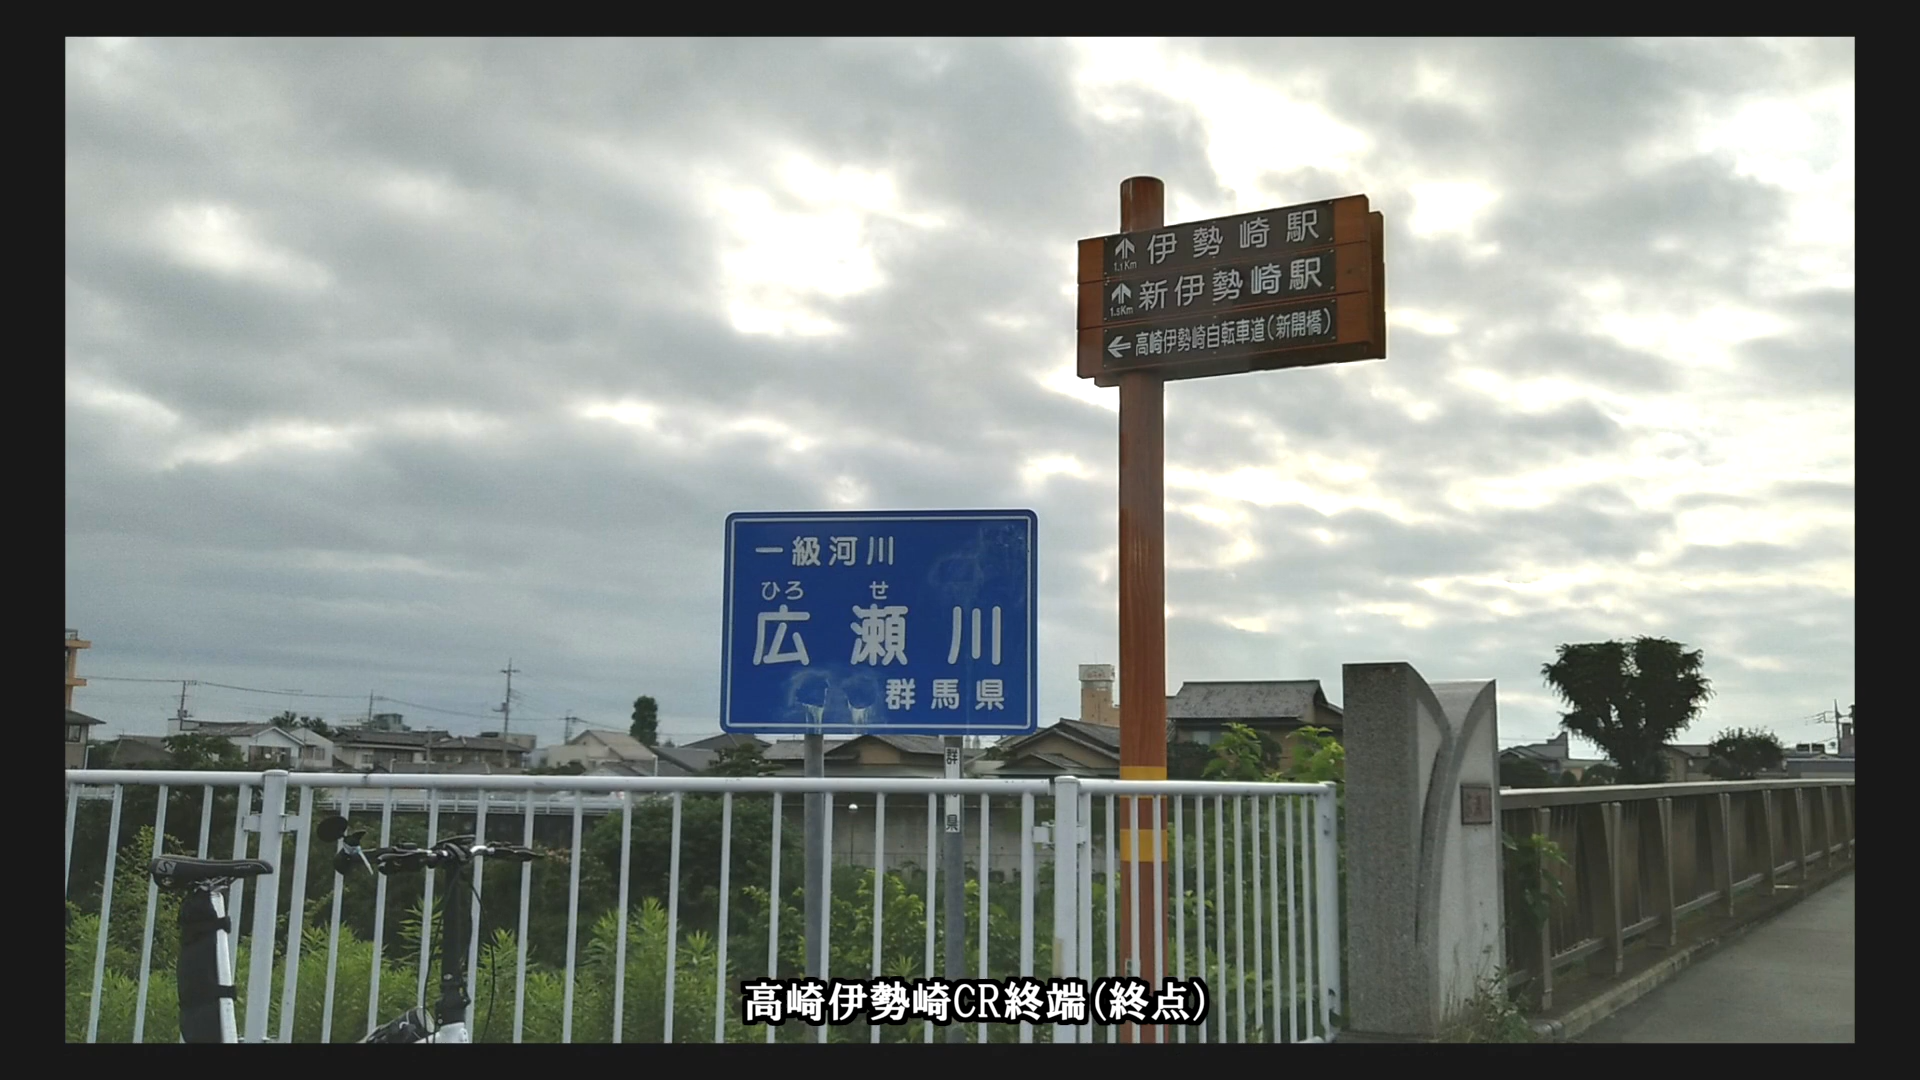 1.1Km 伊勢崎駅
新伊勢崎駅
高崎伊勢崎自転車道(新開橋)
一級河川
ひろせ
広瀬川
群馬県
群
県
高崎伊勢崎CR終端(終点)